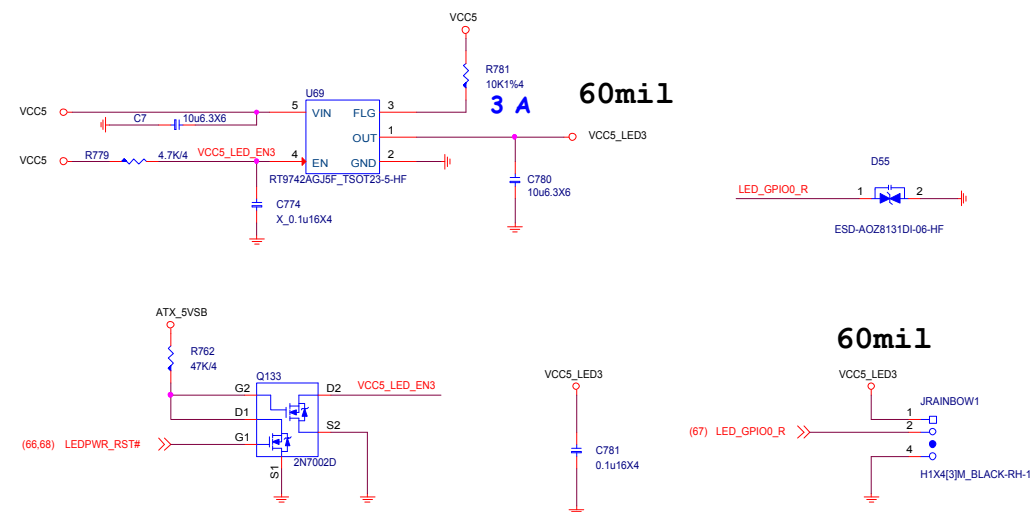 VCC5
R781
10K1%4
3 A
60mil
U69
VCC5
C7
10u6.3X6
5
VIN
FLG
3
OUT
1
VCC5_LED3
VCC5
R779
4.7K/4
VCC5_LED_EN3
4
EN
GND
2
RT9742AGJ5F_TSOT23-5-HF
C774
X_0.1u16X4
C780
10u6.3X6
D55
LED_GPIO0_R
1
2
ESD-AOZ8131DI-06-HF
ATX_5VSB
R762
47K/4
Q133
G2
D2
VCC5_LED_EN3
D1
S2
(66,68) LEDPWR_RST#
G1
2N7002D
S1
VCC5_LED3
C781
0.1u16X4
60mil
VCC5_LED3
JRAINBOW1
1
(67) LED_GPIO0_R
2
4
H1X4[3]M_BLACK-RH-1